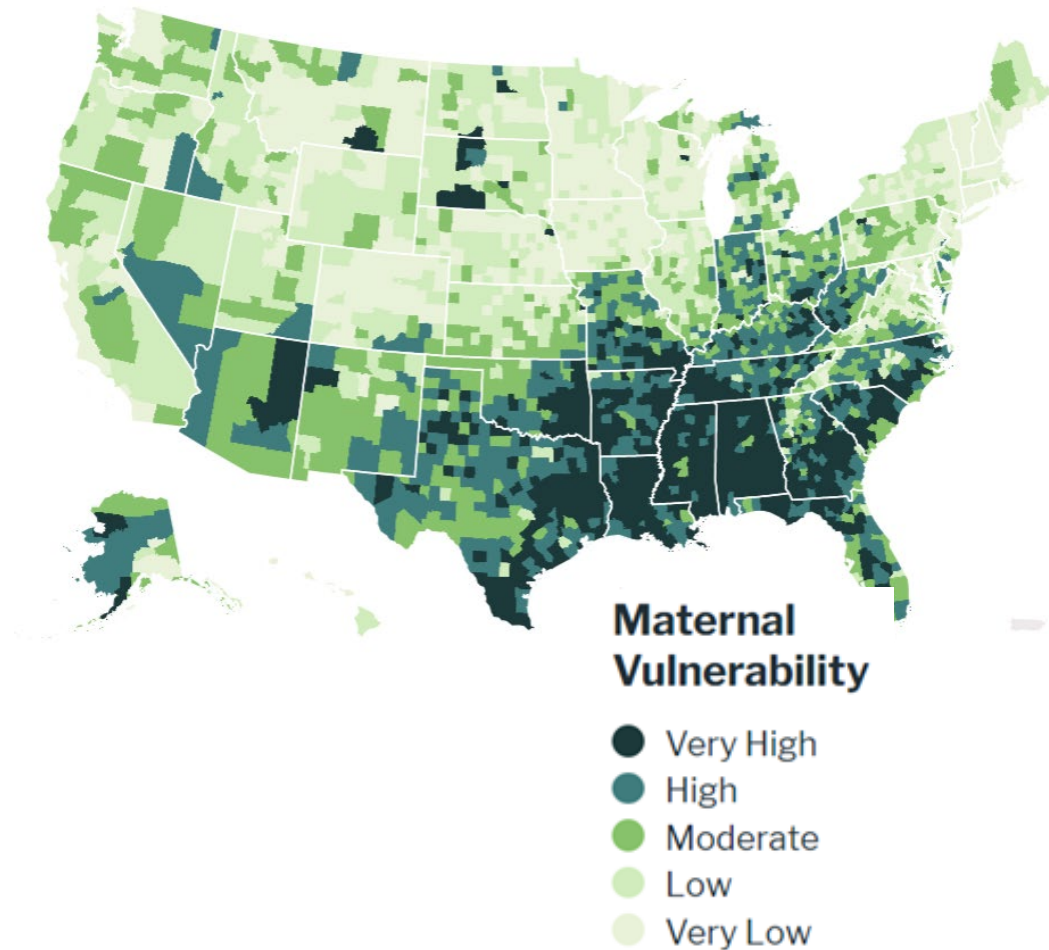 Maternal
Vulnerability
Very High
High
Moderate
Low
Very Low